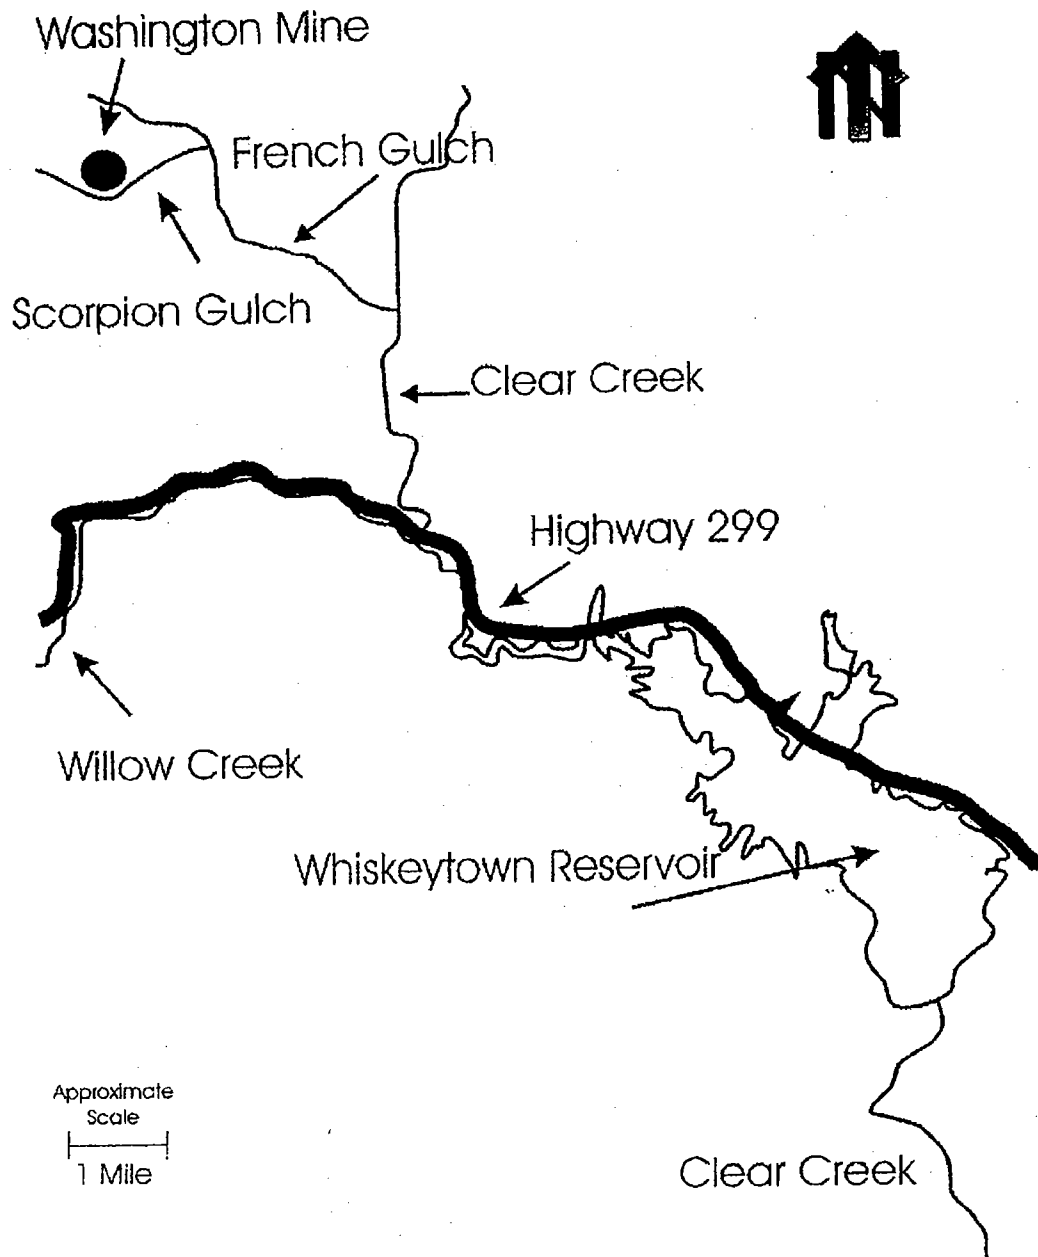 Washington Mine
French Gulch
Scorpion Gulch
Clear Creek
Highway 299
Willow Creek
Whiskeytown Reservoir
Approximate
Scale
1 Mile
Clear Creek
N